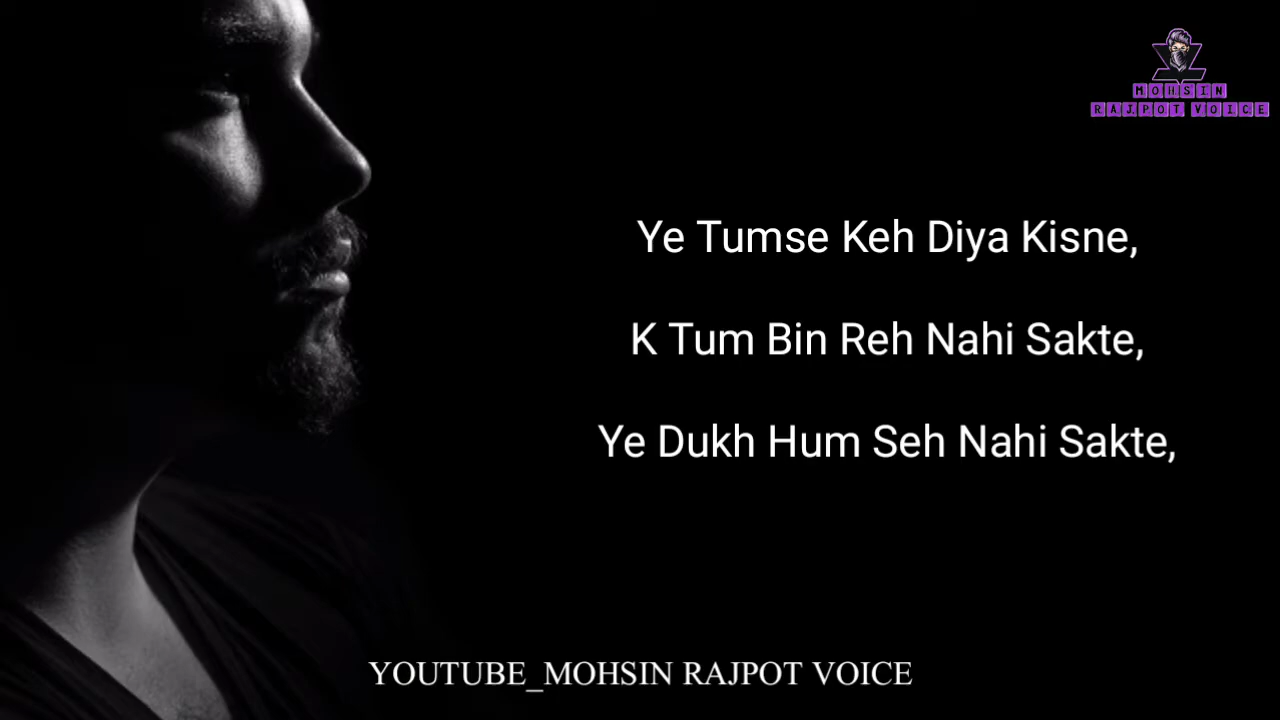 MOHSIN
RAJPOT VOICE
Ye Tumse Keh Diya Kisne,
K Tum Bin Reh Nahi Sakte,
Ye Dukh Hum Seh Nahi Sakte,
YOUTUBE_MOHSIN RAJPOT VOICE